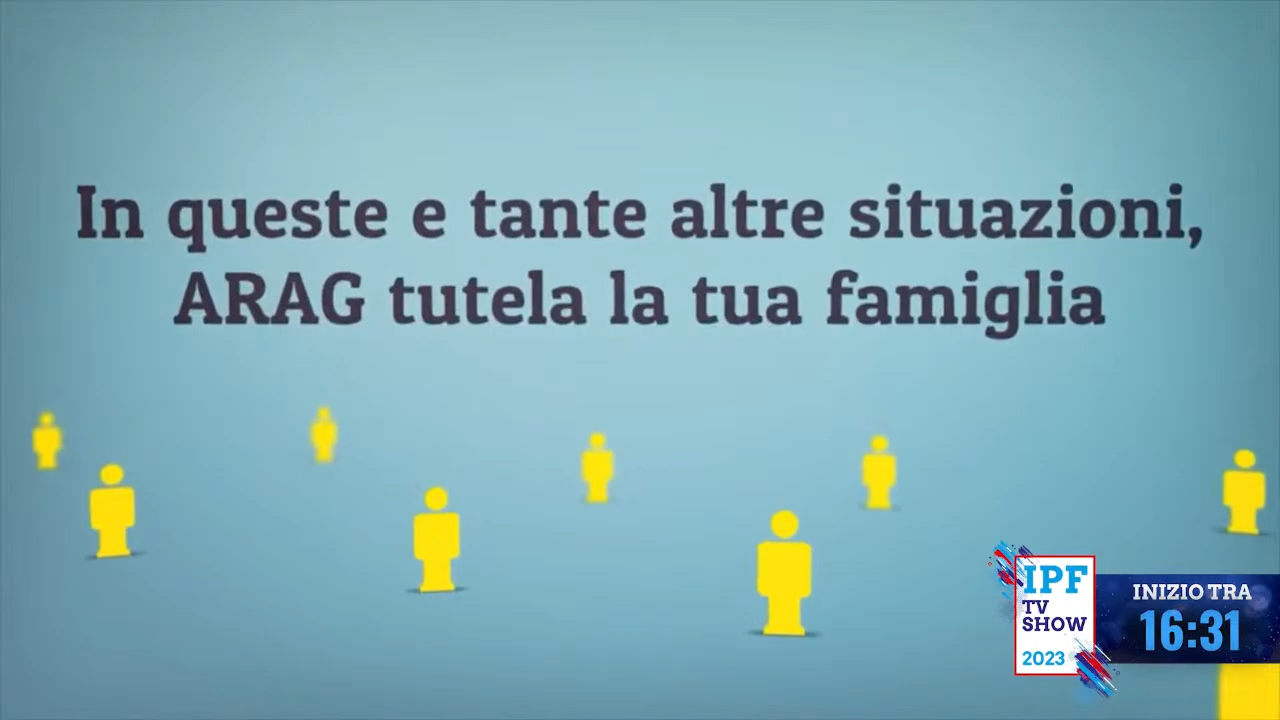 In queste e tante altre situazioni,
ARAG tutela la tua famiglia
IPF
TV
SHOW
2023
INIZIO TRA
16:31